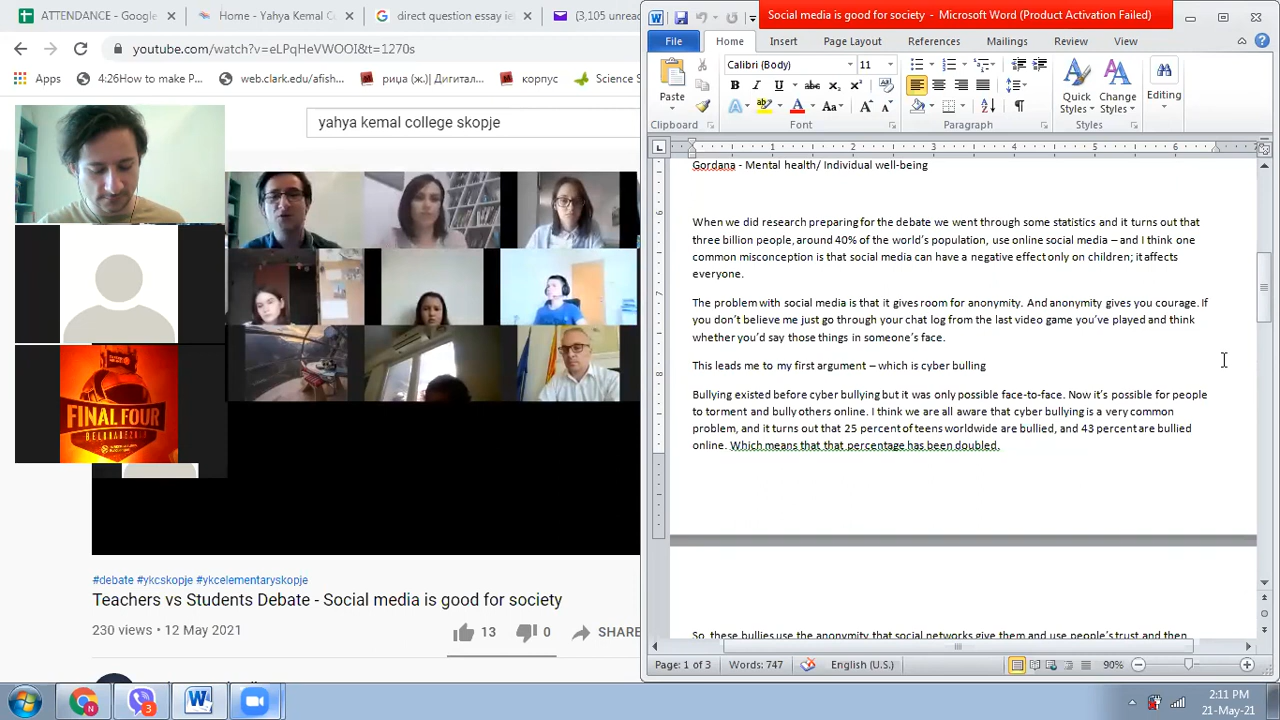 ATTENDANCE - Google
Home - Yahya Kemal C
direct question essay iel
(3,105 unrea
youtube.com/watch?v=eLPqHeVWOOI&t=1270s
Apps
4:26How to make P...
web.clark.edu/afish...
рица (ж.)| Дигитал...
корпус
Science S
yahya kemal college skopje
FINAL FOUR
#debate #ykcskopje #ykcelementaryskopje
Teachers vs Students Debate - Social media is good for society
230 views • 12 May 2021
13
0
SHARE
Social media is good for society - Microsoft Word (Product Activation Failed)
File
Home
Insert
Page Layout
References
Mailings
Review
View
Paste
Calibri (Body)
11
Quick
Styles
Change
Styles
Editing
Clipboard
Font
Paragraph
Styles
Gordana - Mental health/ Individual well-being
When we did research preparing for the debate we went through some statistics and it turns out that
three billion people, around 40% of the world's population, use online social media – and I think one
common misconception is that social media can have a negative effect only on children; it affects
everyone.
The problem with social media is that it gives room for anonymity. And anonymity gives you courage. If
you don't believe me just go through your chat log from the last video game you've played and think
whether you'd say those things in someone's face.
This leads me to my first argument – which is cyber bulling
Bullying existed before cyber bullying but it was only possible face-to-face. Now it's possible for people
to torment and bully others online. I think we are all aware that cyber bullying is a very common
problem, and it turns out that 25 percent of teens worldwide are bullied, and 43 percent are bullied
online. Which means that that percentage has been doubled.
So, these bullies use the anonymity that social networks give them and use people's trust and then
Page: 1 of 3
Words: 747
English (U.S.)
90%
2:11 PM
21-May-21